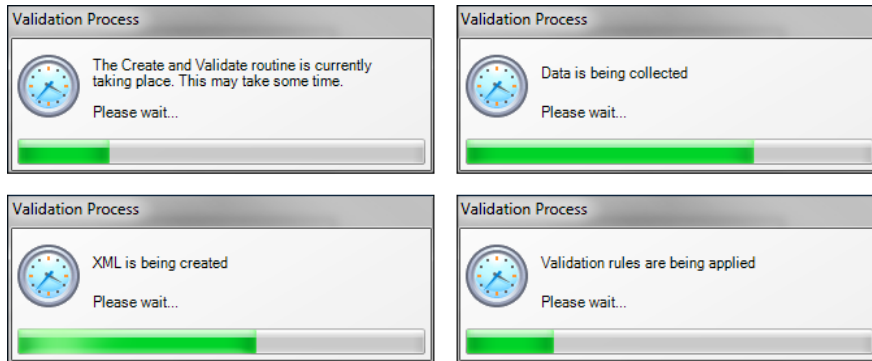 Validation Process
The Create and Validate routine is currently
taking place. This may take some time.
Please wait...
Validation Process
Data is being collected
Please wait...
Validation Process
XML is being created
Please wait...
Validation Process
Validation rules are being applied
Please wait...